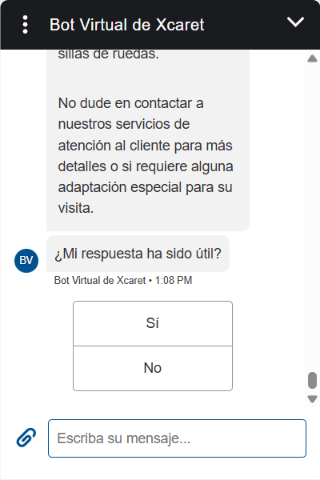 Bot Virtual de Xcaret
sillas de ruedas.
No dude en contactar a
nuestros servicios de
atención al cliente para más
detalles o si requiere alguna
adaptación especial para su
visita.
BV
¿Mi respuesta ha sido útil?
Bot Virtual de Xcaret • 1:08 PM
Sí
No
Escriba su mensaje...